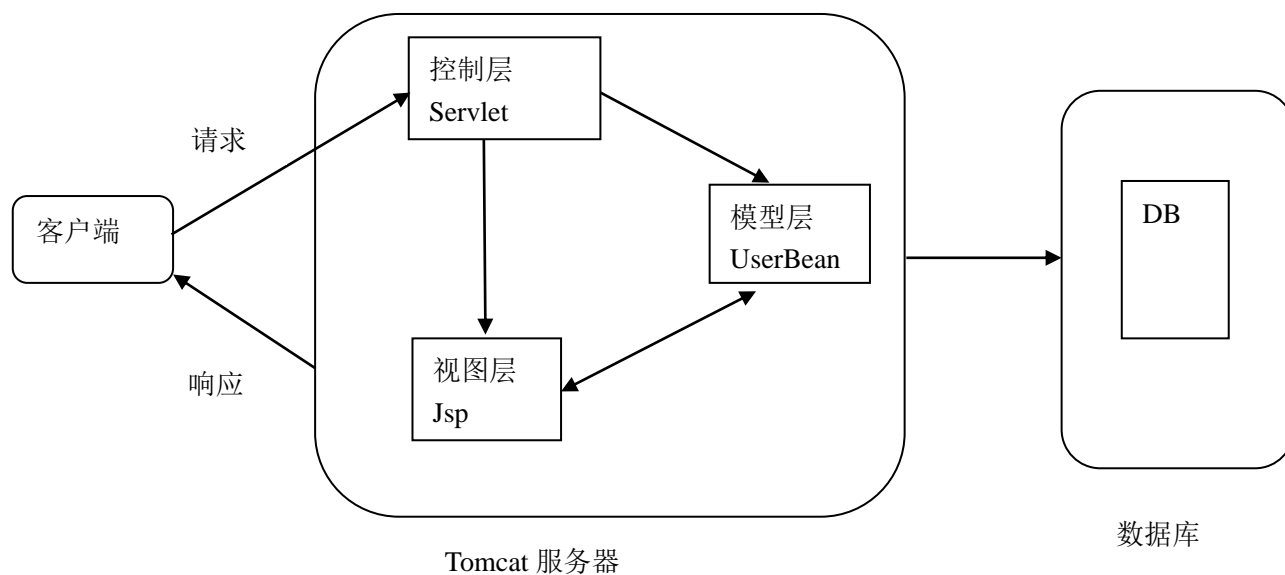 控制层
Servlet
请求
客户端
模型层
UserBean
DB
视图层
Jsp
响应
Tomcat 服务器
数据库